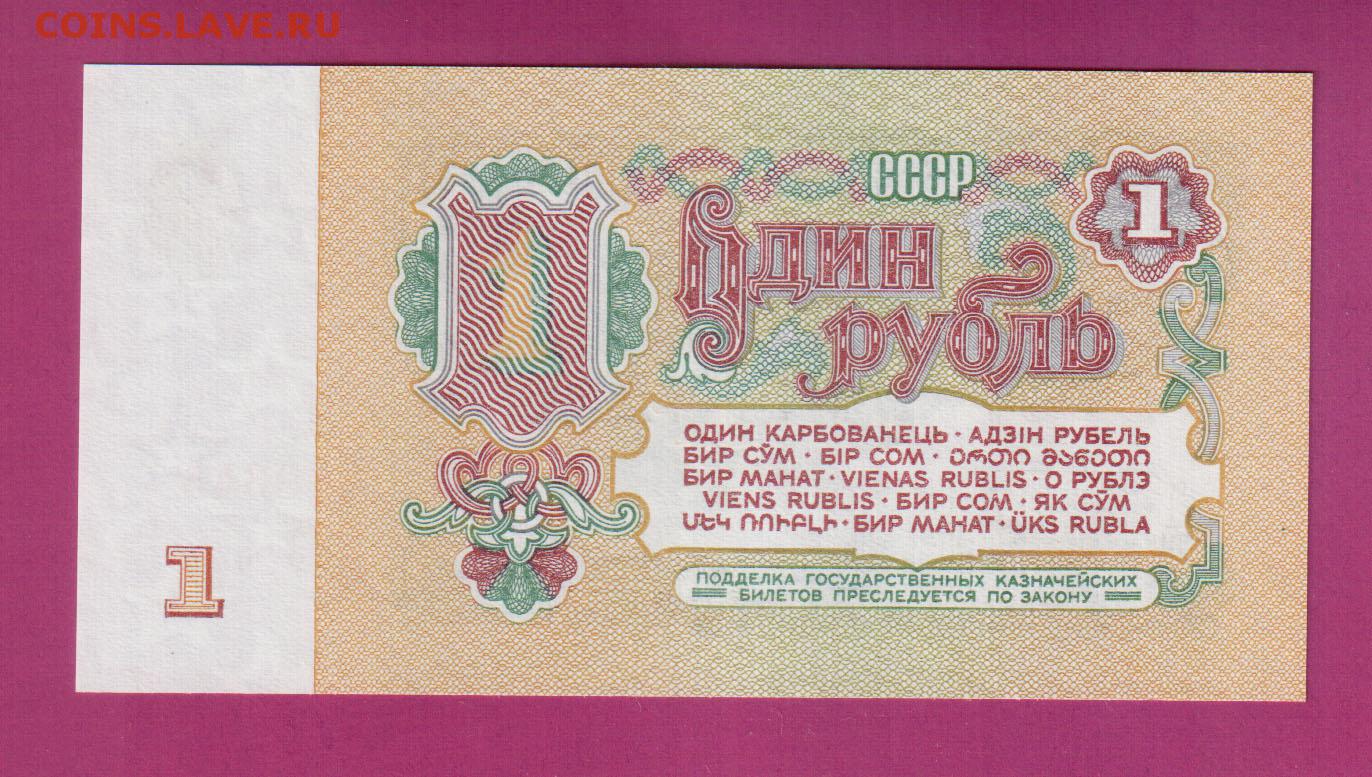 COINS.LAVE.RU
СССР
1
1
Один
рубль
ОДИН КАРБОВАНЕЦЬ · АДЗІН РУБЕЛЬ
БИР СЎМ · БІР СОМ · ᲔᲠᲗᲘ ᲛᲐᲜᲔᲗᲘ
БИР МАНАТ · VIENAS RUBLIS · О РУБЛЭ
VIENS RUBLIS · БИР СОМ · ЯК СЎМ
ՄԵԿ ՌՈՒԲԼԻ · БИР МАНАТ · ÜKS RUBLA
1
ПОДДЕЛКА ГОСУДАРСТВЕННЫХ КАЗНАЧЕЙСКИХ
БИЛЕТОВ ПРЕСЛЕДУЕТСЯ ПО ЗАКОНУ